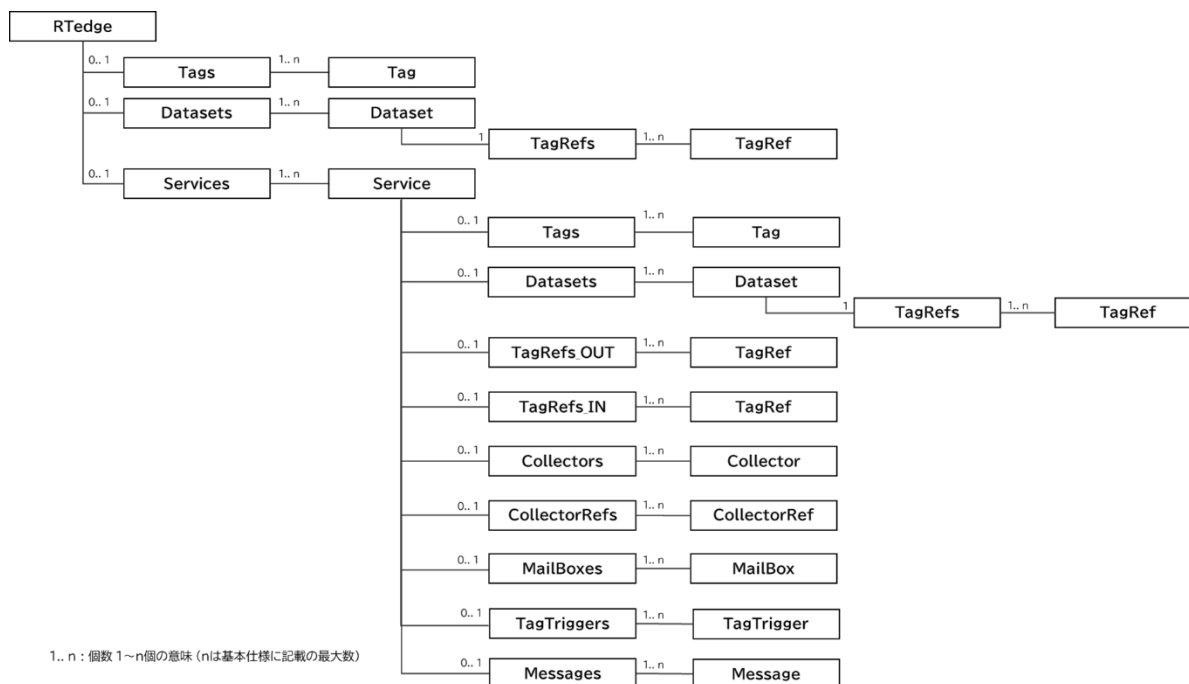 RTedge
0.. 1
Tags
1.. n
Tag
0.. 1
Datasets
1.. n
Dataset
1
TagRefs
1.. n
TagRef
0.. 1
Services
1.. n
Service
0.. 1
Tags
1.. n
Tag
0.. 1
Datasets
1.. n
Dataset
1
TagRefs
1.. n
TagRef
0.. 1
TagRefs_OUT
1.. n
TagRef
0.. 1
TagRefs_IN
1.. n
TagRef
0.. 1
Collectors
1.. n
Collector
0.. 1
CollectorRefs
1.. n
CollectorRef
0.. 1
MailBoxes
1.. n
MailBox
0.. 1
TagTriggers
1.. n
TagTrigger
0.. 1
Messages
1.. n
Message
1.. n : 個数 1～n個の意味 (nは基本仕様に記載の最大数)